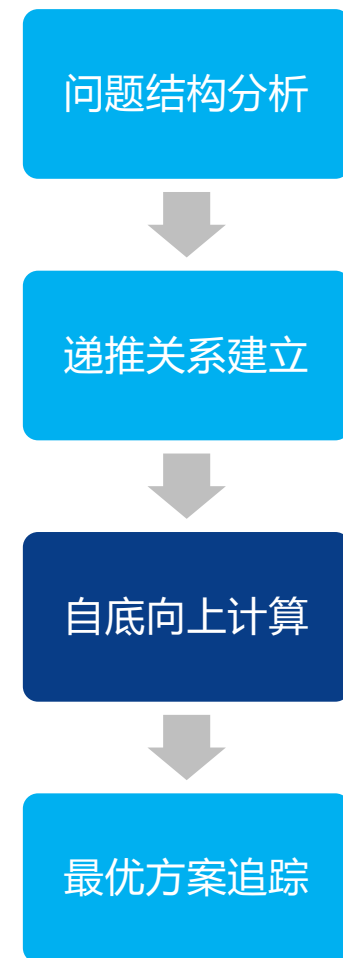 问题结构分析
递推关系建立
自底向上计算
最优方案追踪